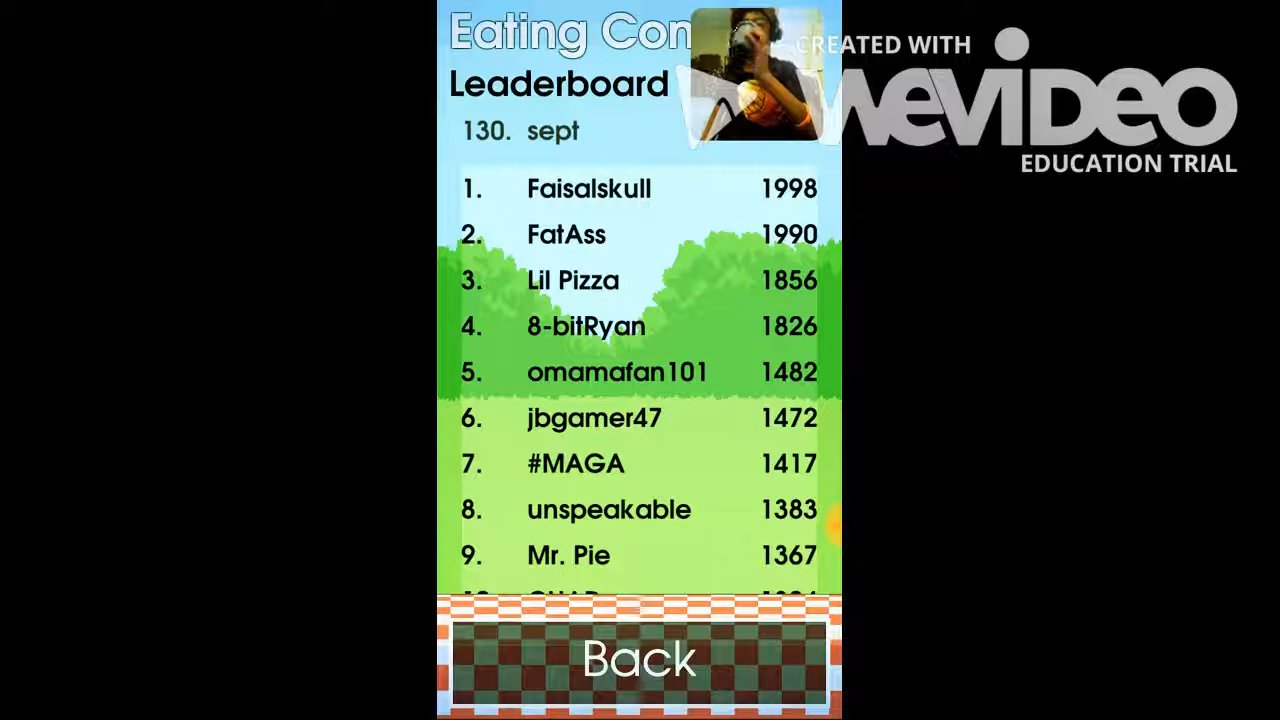 Eating Con
Leaderboard
130. sept
1. Faisalskull 1998
2. FatAss 1990
3. Lil Pizza 1856
4. 8-bitRyan 1826
5. omamafan101 1482
6. jbgamer47 1472
7. #MAGA 1417
8. unspeakable 1383
9. Mr. Pie 1367
Back
CREATED WITH
WeVideo
EDUCATION TRIAL